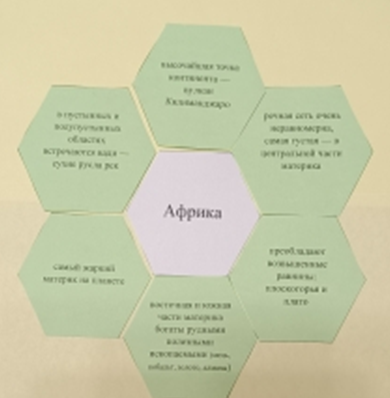 высочайшая точка
континента —
вулкан
Килиманджаро
в пустынных и
полупустынных
областях
встречаются вади —
сухие русла рек
речная сеть очень
неравномерна,
самая густая — в
центральной части
материка
Африка
самый жаркий
материк на планете
преобладают
возвышенные
равнины:
плоскогорья и
плато
восточная и южная
части материка
богаты рудными
полезными
ископаемыми (медь,
кобальт, золото, алмазы)